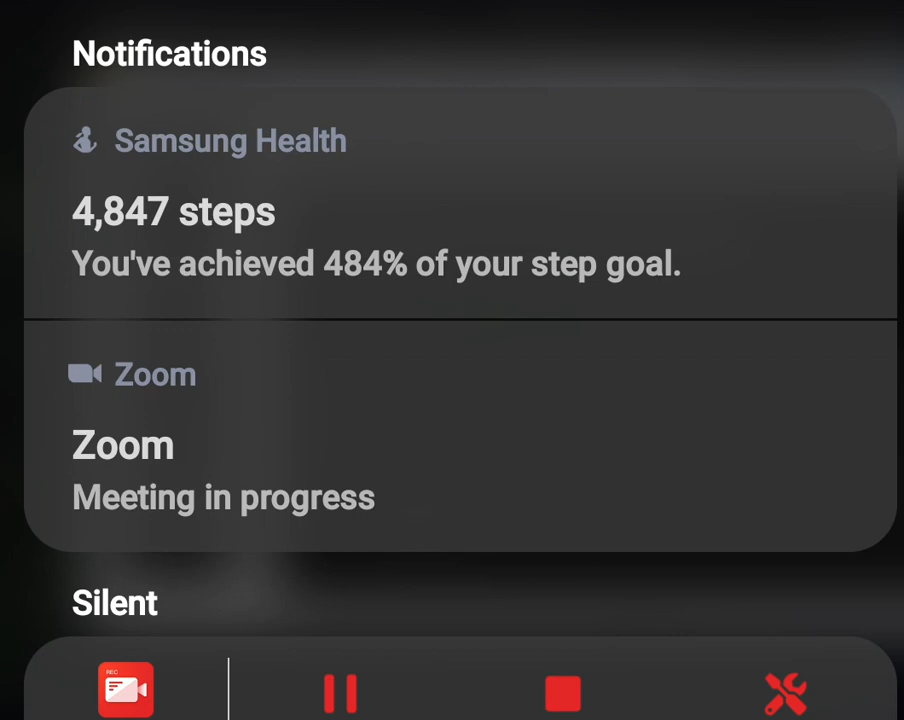 Notifications
Samsung Health
4,847 steps
You've achieved 484% of your step goal.
Zoom
Zoom
Meeting in progress
Silent
REC